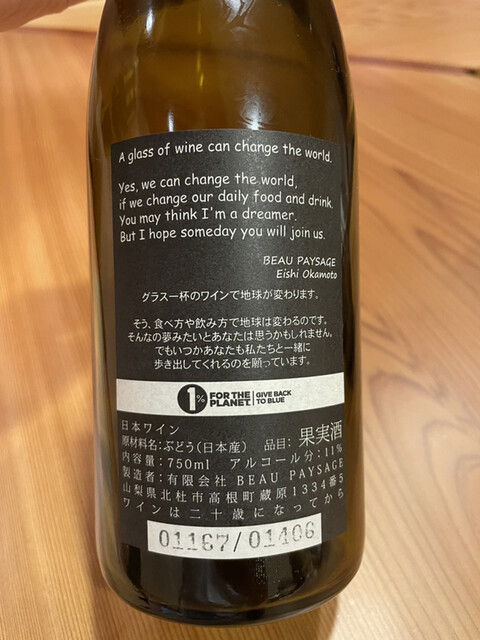 A glass of wine can change the world.
Yes, we can change the world,
if we change our daily food and drink.
You may think I'm a dreamer.
But I hope someday you will join us.
BEAU PAYSAGE
Eishi Okamoto
グラス一杯のワインで地球が変わります。
そう、食べ方や飲み方で地球は変わるのです。
そんなの夢みたいとあなたは思うかもしれません。
でもいつかあなたも私たちと一緒に
歩き出してくれるのを願っています。
1% FOR THE PLANET. GIVE BACK TO BLUE
日本ワイン
原材料名:ぶどう(日本産) 品目:果実酒
内容量:750ml アルコール分:11%
製造者:有限会社 BEAU PAYSAGE
山梨県北杜市高根町蔵原1334番5
ワインは二十歳になってから
01167/01406